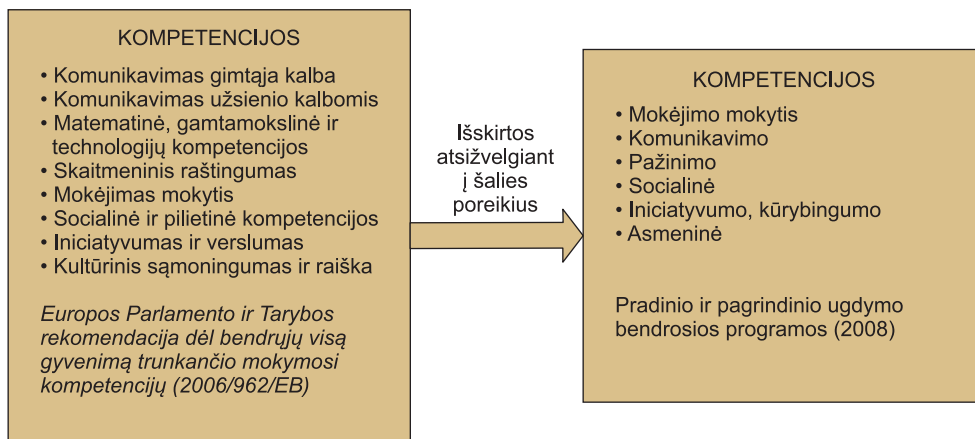 KOMPETENCIJOS
• Komunikavimas gimtąja kalba
• Komunikavimas užsienio kalbomis
• Matematinė, gamtamokslinė ir
technologijų kompetencijos
• Skaitmeninis raštingumas
• Mokėjimas mokytis
• Socialinė ir pilietinė kompetencijos
• Iniciatyvumas ir verslumas
• Kultūrinis sąmoningumas ir raiška
Europos Parlamento ir Tarybos
rekomendacija dėl bendrųjų visą
gyvenimą trunkančio mokymosi
kompetencijų (2006/962/EB)
Išskirtos
atsižvelgiant
į šalies
poreikius
KOMPETENCIJOS
• Mokėjimo mokytis
• Komunikavimo
• Pažinimo
• Socialinė
• Iniciatyvumo, kūrybingumo
• Asmeninė
Pradinio ir pagrindinio ugdymo
bendrosios programos (2008)